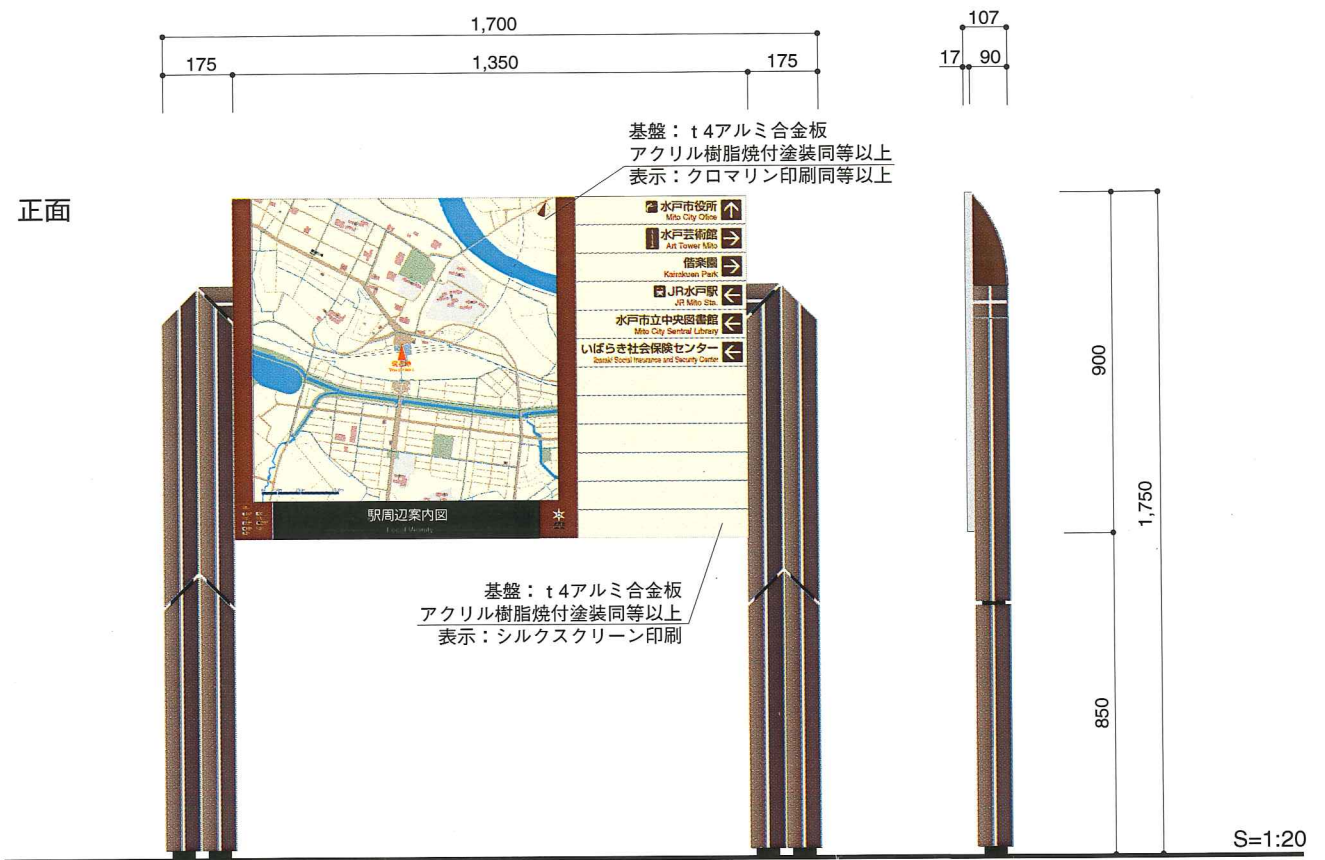 1,700
175
1,350
175
107
17
90
基盤：t4アルミ合金板
アクリル樹脂焼付塗装同等以上
表示：クロマリン印刷同等以上
正面
水戸市役所
Mito City Office
水戸芸術館
Art Tower Mito
偕楽園
Kairakuen Park
JR水戸駅
JR Mito Sta.
水戸市立中央図書館
Mito City Sentral Library
いばらき社会保険センター
Ibaraki Social Insurance and Security Center
駅周辺案内図
基盤：t4アルミ合金板
アクリル樹脂焼付塗装同等以上
表示：シルクスクリーン印刷
900
1,750
850
S=1:20